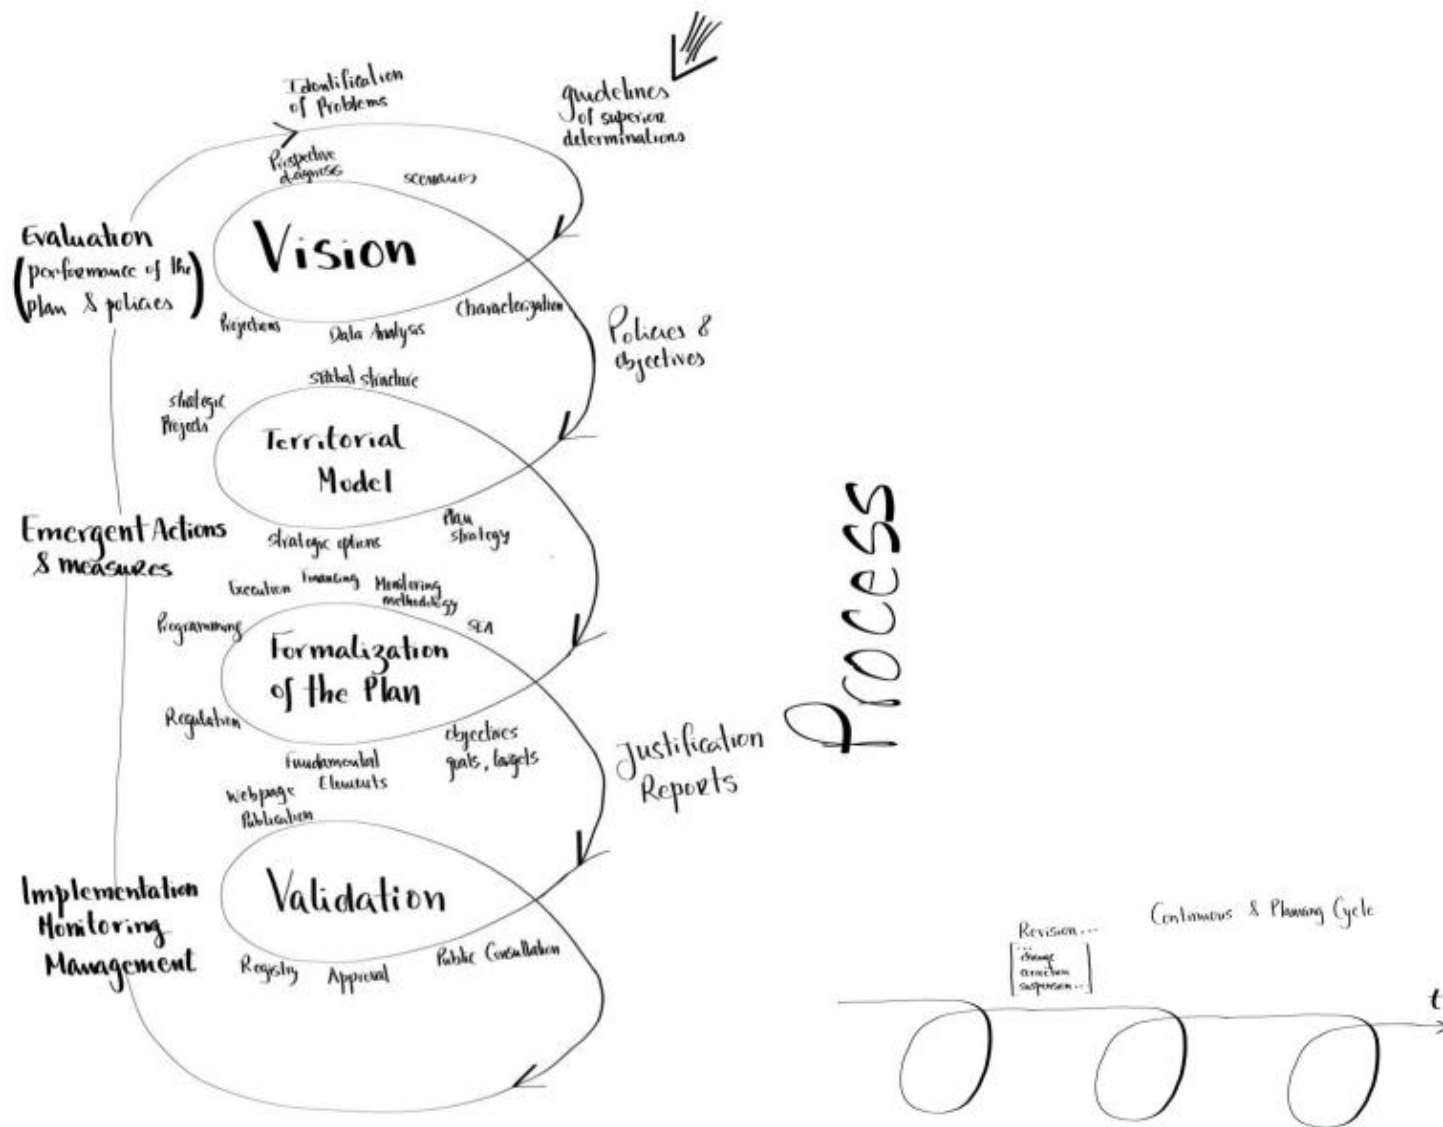 Identification
of Problems
guidelines
of superior
determinations
Prospective
diagnosis
scenarios
Vision
Evaluation
(performance of the
plan & policies)
Projections
Data Analysis
Characterization
Policies &
objectives
strategic
Projects
spatial structure
Territorial
Model
strategic options
Plan
strategy
Emergent Actions
& measures
Programming
Execution
Financing
Monitoring
methodology
SEA
Formalization
of the Plan
Regulation
Fundamental
Elements
objectives
goals, targets
Justification
Reports
Webpage
Publication
Validation
Registry
Approval
Public Consultation
Implementation
Monitoring
Management
Process
Continuous & Planning Cycle
Revision...
...
change
correction
suspension...
t